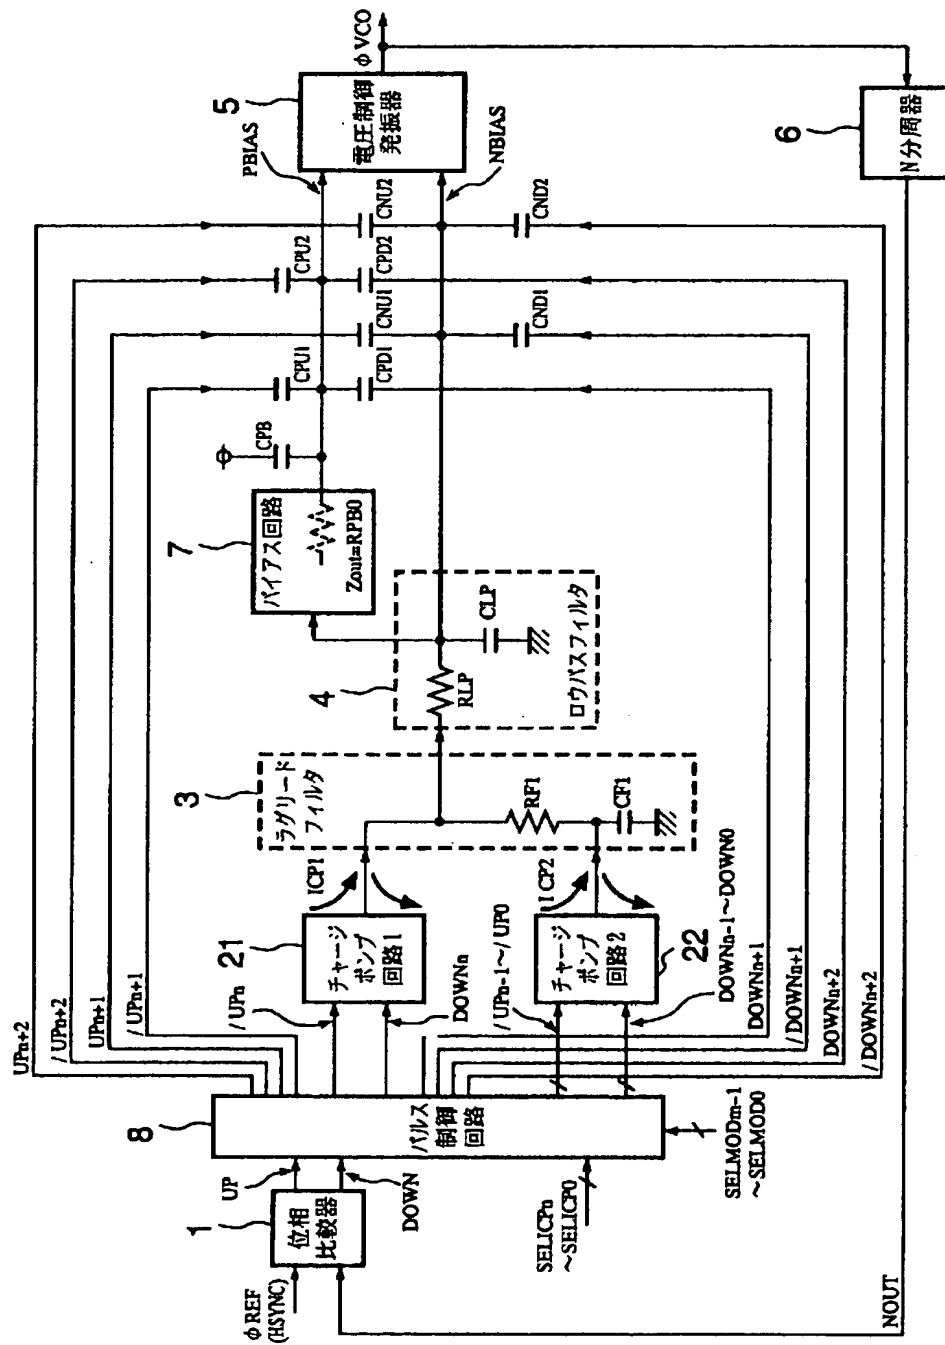 UPn+2
/UPn+2
UPn+1
/UPn+1
φREF
(HSYNC)
1
位相
比較器
UP
DOWN
8
パルス
制御
回路
SELICPn
～SELICP0
SELMODm-1
～SELMOD0
/UPn
DOWNn
21
チャージ
ポンプ
回路1
ICP1
/UPn-1～/UP0
チャージ
ポンプ
回路2
22
ICP2
DOWNn-1～DOWN0
DOWNn+1
/DOWNn+1
DOWNn+2
/DOWNn+2
3
ラグリード
フィルタ
RF1
CF1
4
RLP
CLP
ロウパスフィルタ
7
バイアス回路
Zout=RPB0
CPB
CPU1
CPD1
CNU1
CND1
CPU2
CPD2
CNU2
CND2
PBIAS
NBIAS
5
電圧制御
発振器
φVCO
6
N分周器
NOUT